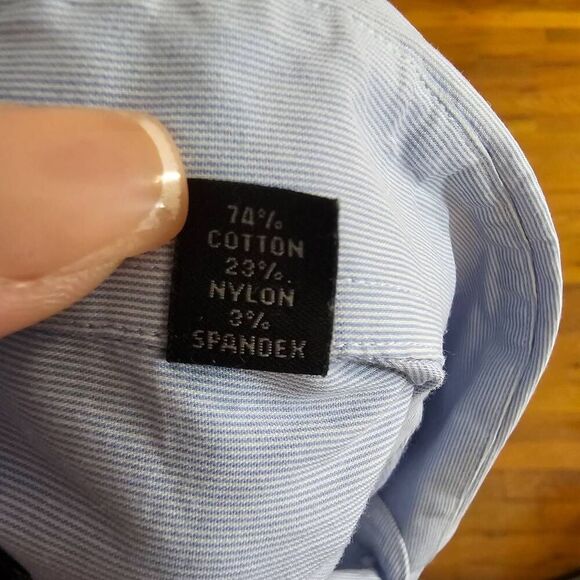 74%
COTTON
23%
NYLON
3%
SPANDEX